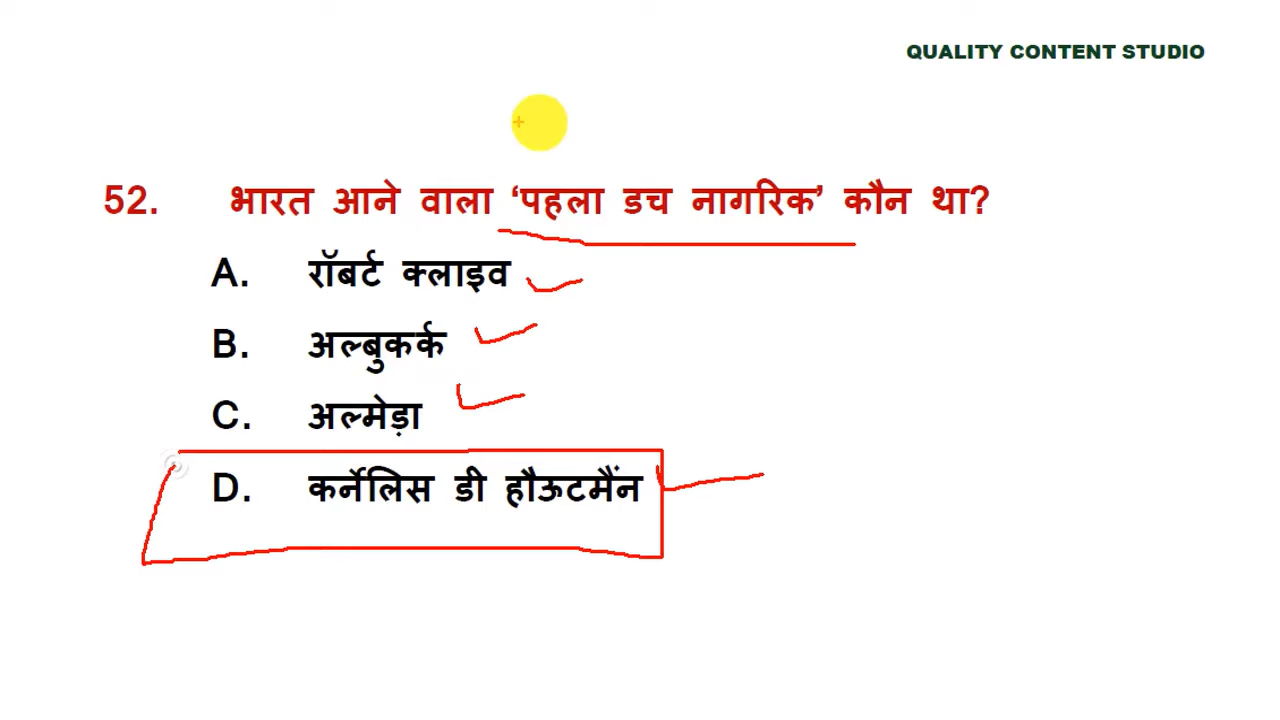 QUALITY CONTENT STUDIO
52. भारत आने वाला ‘पहला डच नागरिक’ कौन था?
A. रॉबर्ट क्लाइव
B. अल्बुकर्क
C. अल्मेड़ा
D. कर्नेलिस डी हौऊटमैंन